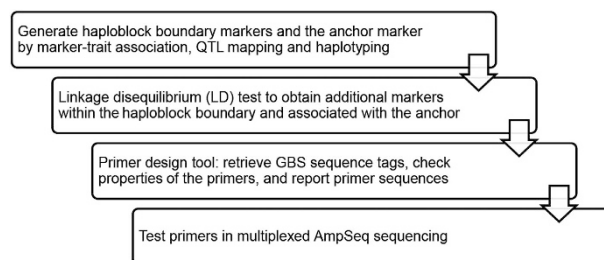 Generate haploblock boundary markers and the anchor marker
by marker-trait association, QTL mapping and haplotyping
Linkage disequilibrium (LD) test to obtain additional markers
within the haploblock boundary and associated with the anchor
Primer design tool: retrieve GBS sequence tags, check
properties of the primers, and report primer sequences
Test primers in multiplexed AmpSeq sequencing